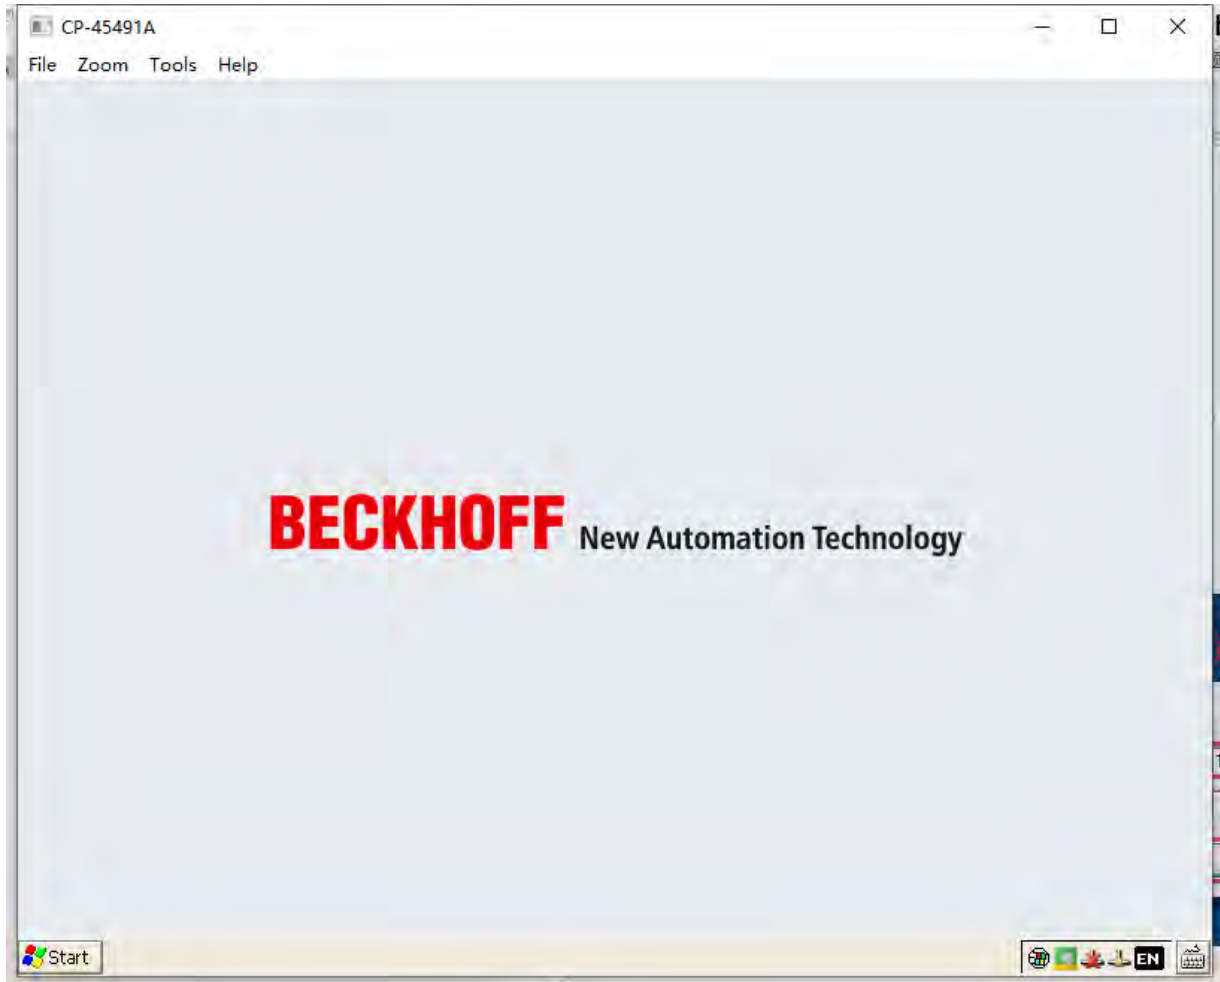 CP-45491A
File Zoom Tools Help
BECKHOFF New Automation Technology
Start
EN